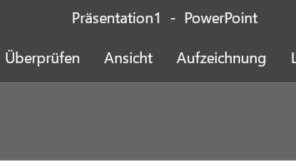 Präsentation1 - PowerPoint
Überprüfen Ansicht Aufzeichnung